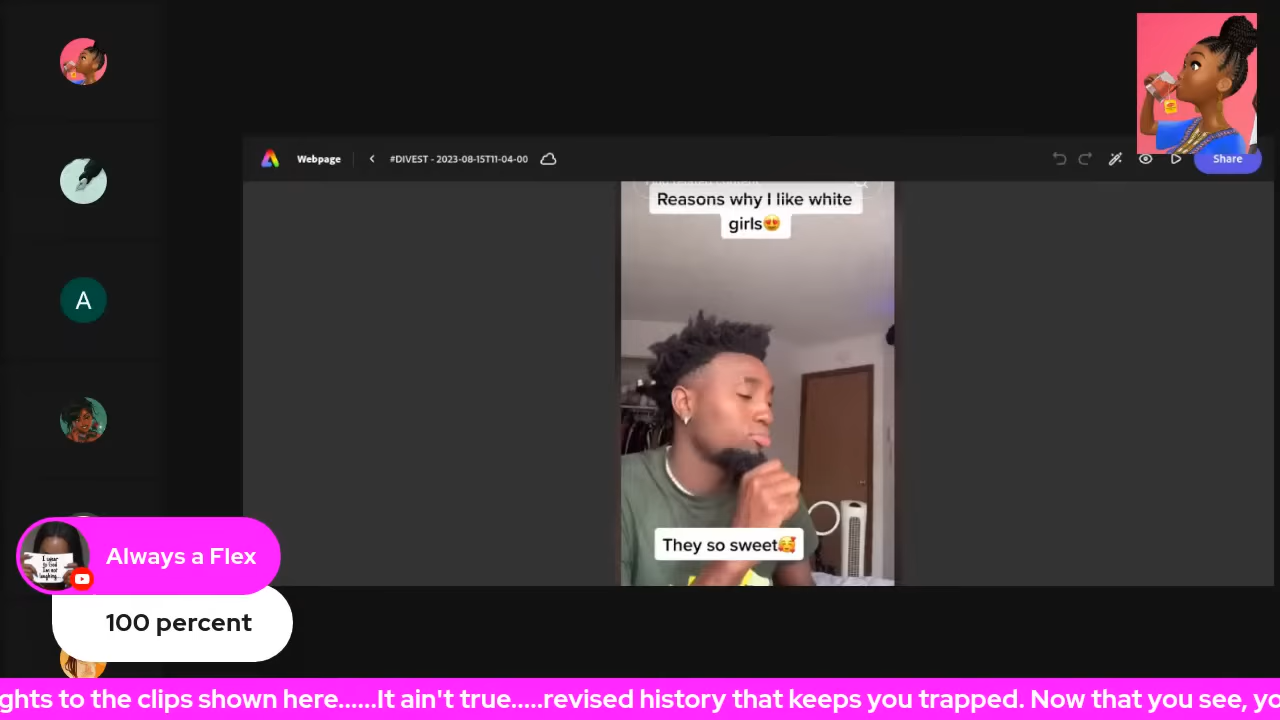 Webpage
#DIVEST - 2023-08-15T11-04-00
Share
Reasons why I like white
girls😍
A
They so sweet🥰
Always a Flex
100 percent
ghts to the clips shown here......It ain't true.....revised history that keeps you trapped. Now that you see, yo